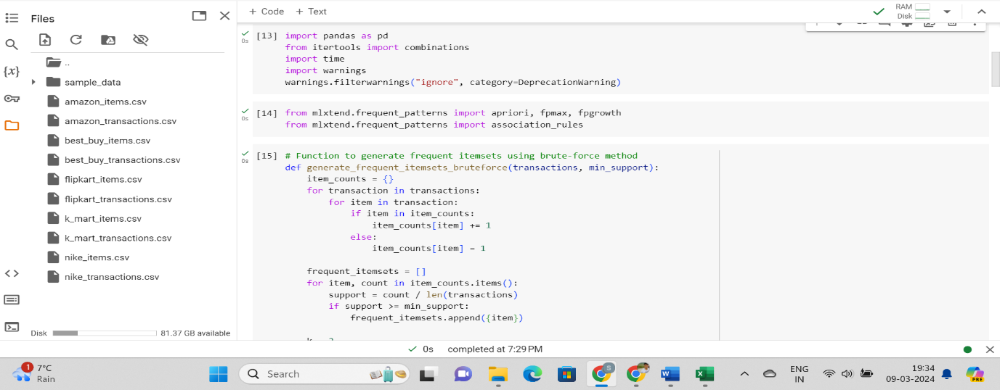 Files
+ Code + Text
RAM
Disk
..
sample_data
amazon_items.csv
amazon_transactions.csv
best_buy_items.csv
best_buy_transactions.csv
flipkart_items.csv
flipkart_transactions.csv
k_mart_items.csv
k_mart_transactions.csv
nike_items.csv
nike_transactions.csv
Disk 81.37 GB available
{x}
<>
0s
[13] import pandas as pd
from itertools import combinations
import time
import warnings
warnings.filterwarnings("ignore", category=DeprecationWarning)
0s
[14] from mlxtend.frequent_patterns import apriori, fpmax, fpgrowth
from mlxtend.frequent_patterns import association_rules
0s
[15] # Function to generate frequent itemsets using brute-force method
def generate_frequent_itemsets_bruteforce(transactions, min_support):
item_counts = {}
for transaction in transactions:
for item in transaction:
if item in item_counts:
item_counts[item] += 1
else:
item_counts[item] = 1
frequent_itemsets = []
for item, count in item_counts.items():
support = count / len(transactions)
if support >= min_support:
frequent_itemsets.append({item})
0s completed at 7:29 PM
1
7°C
Rain
Search
S
ENG
IN
19:34
09-03-2024
PRE